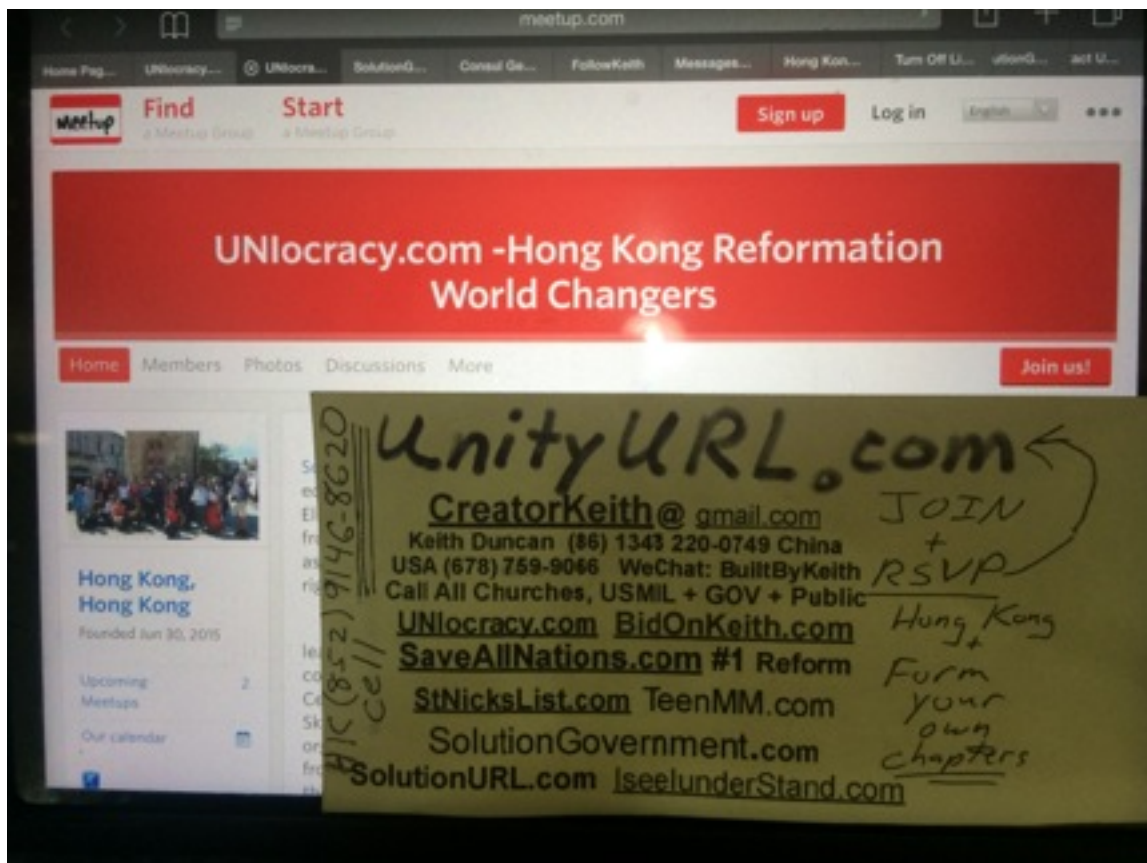 meetup.com
Home Pag...
UNIocracy....
UNIocra...
SolutionG...
Consul Ge...
FollowKeith
Messages...
Hong Kon...
Turn Off Li...
utionG...
act U...
Meetup
Find
a Meetup Group
Start
a Meetup Group
Sign up
Log in
English
UNIocracy.com -Hong Kong Reformation
World Changers
Home Members Photos Discussions More
Join us!
Hong Kong,
Hong Kong
Founded Jun 30, 2015
Upcoming 2
Meetups
Our calendar
UnityURL.com
CreatorKeith@ gmail.com
Keith Duncan (86) 1343 220-0749 China
USA (678) 759-9066 WeChat: BuiltByKeith
Call All Churches, USMIL + GOV + Public
UNIocracy.com BidOnKeith.com
SaveAllNations.com #1 Reform
StNicksList.com TeenMM.com
SolutionGovernment.com
SolutionURL.com IseeIunderStand.com
JOIN
+
RSVP
Hong Kong
+
Form
your
own
chapters
HK (852) 9146-8620
cell